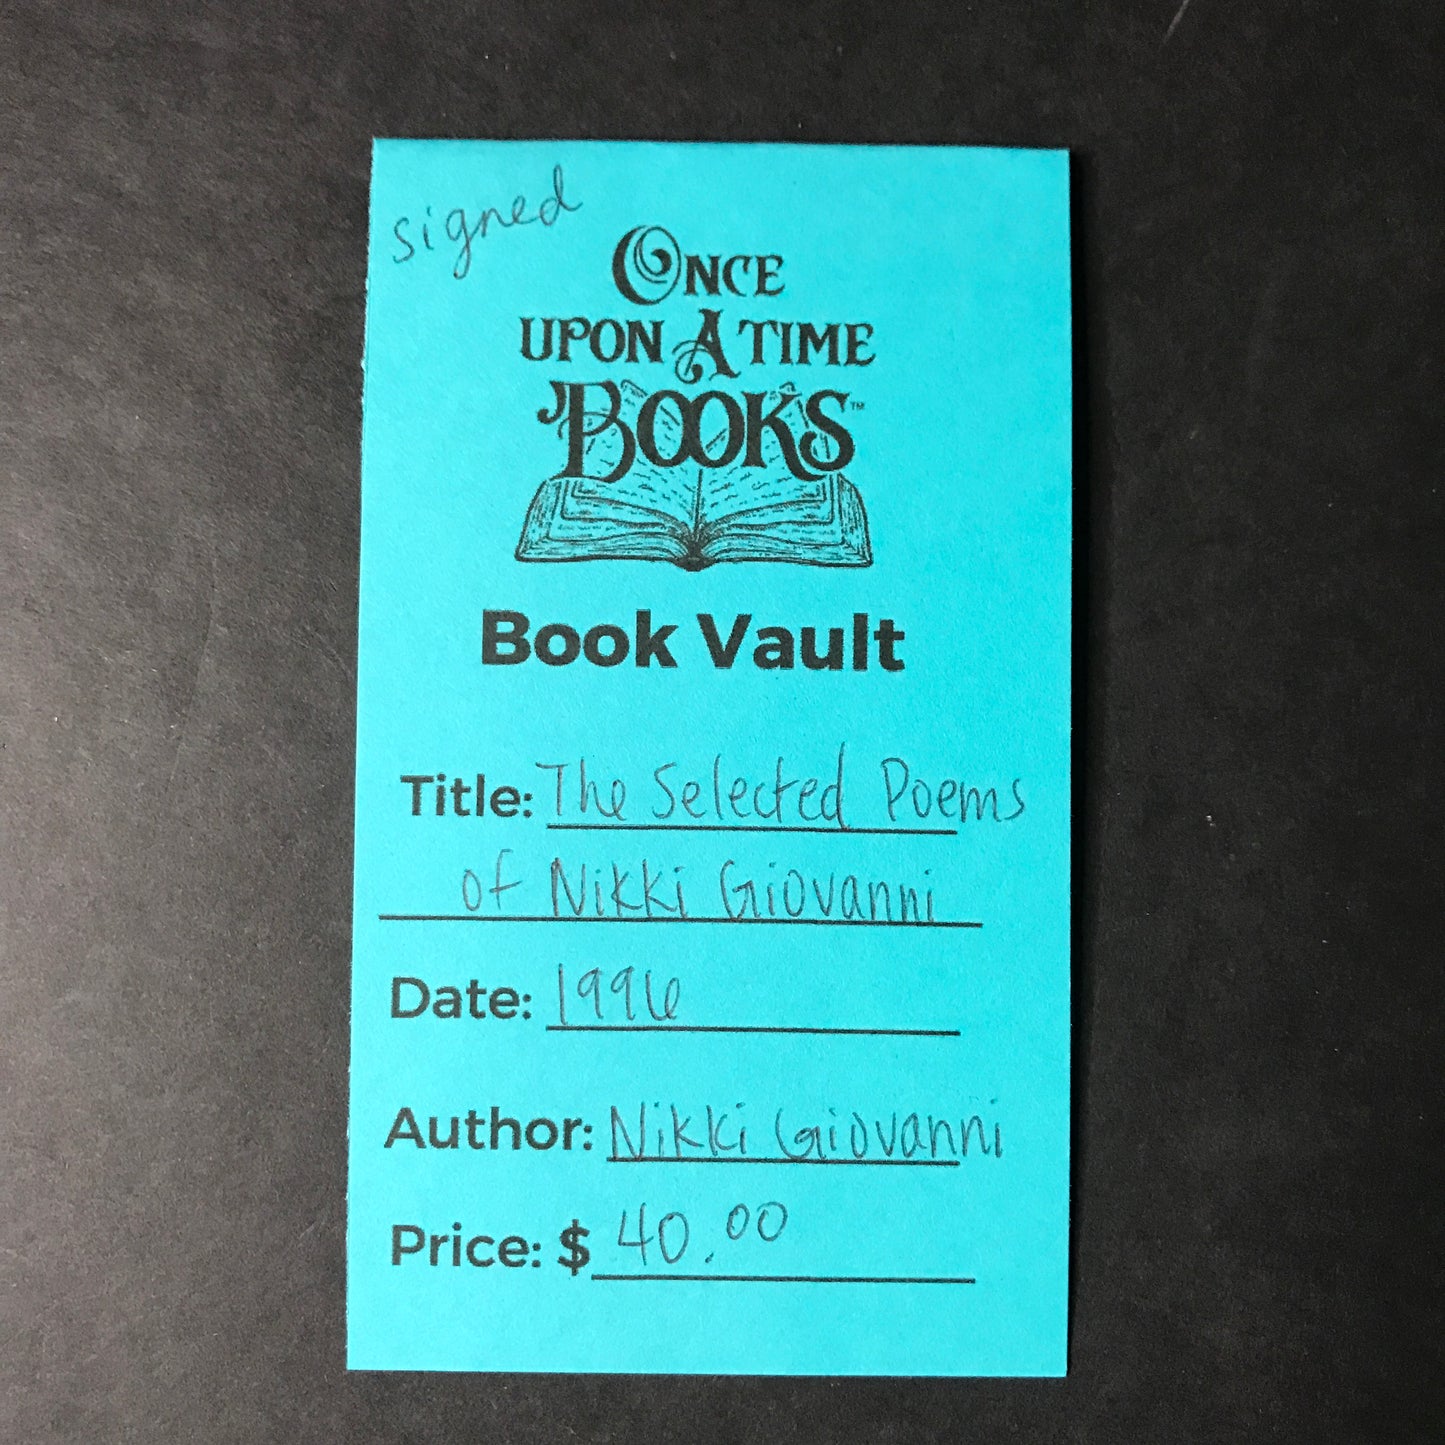 signed
ONCE
UPON A TIME
BOOKS™
Book Vault
Title: The Selected Poems
of Nikki Giovanni
Date: 1996
Author: Nikki Giovanni
Price: $ 40.00